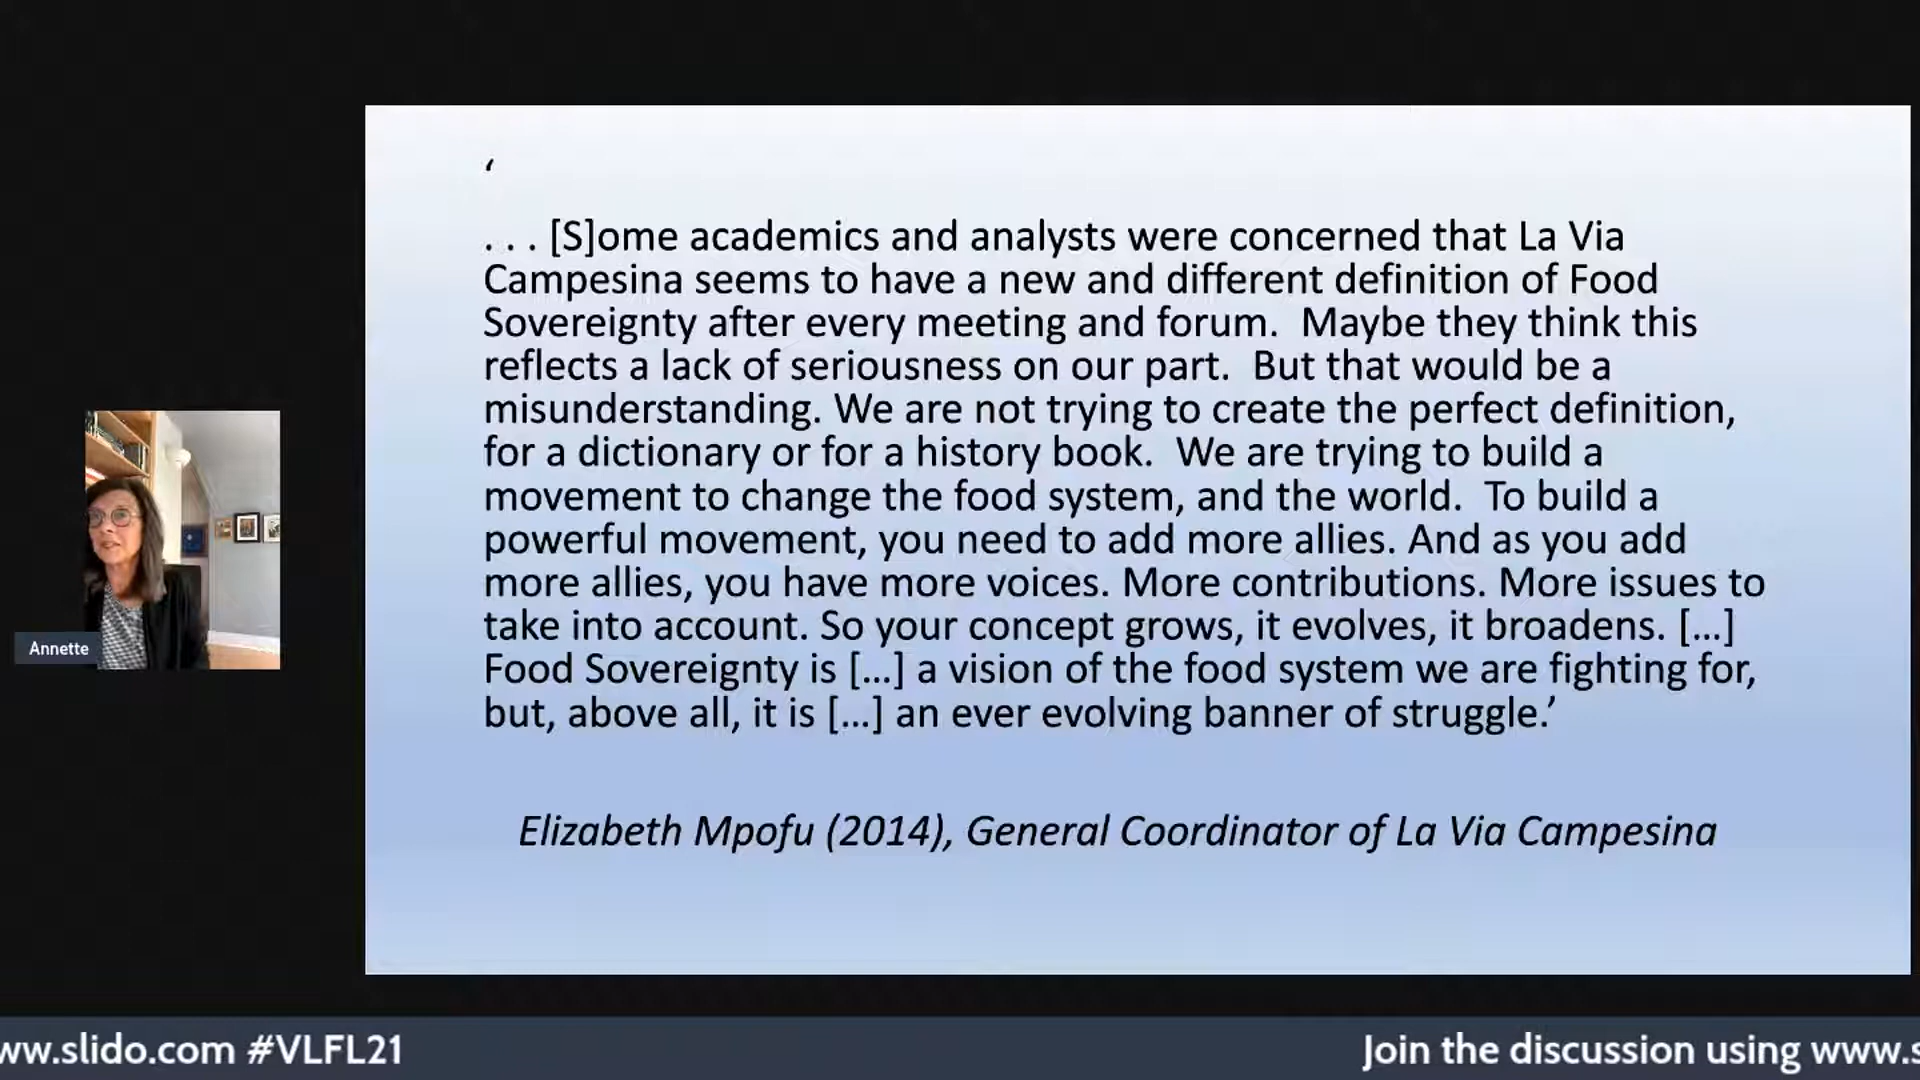 ‘
. . . [S]ome academics and analysts were concerned that La Via
Campesina seems to have a new and different definition of Food
Sovereignty after every meeting and forum.  Maybe they think this
reflects a lack of seriousness on our part.  But that would be a
misunderstanding. We are not trying to create the perfect definition,
for a dictionary or for a history book.  We are trying to build a
movement to change the food system, and the world.  To build a
powerful movement, you need to add more allies. And as you add
more allies, you have more voices. More contributions. More issues to
take into account. So your concept grows, it evolves, it broadens. […]
Food Sovereignty is […] a vision of the food system we are fighting for,
but, above all, it is […] an ever evolving banner of struggle.’
Elizabeth Mpofu (2014), General Coordinator of La Via Campesina
Annette
ww.slido.com #VLFL21
Join the discussion using www.s